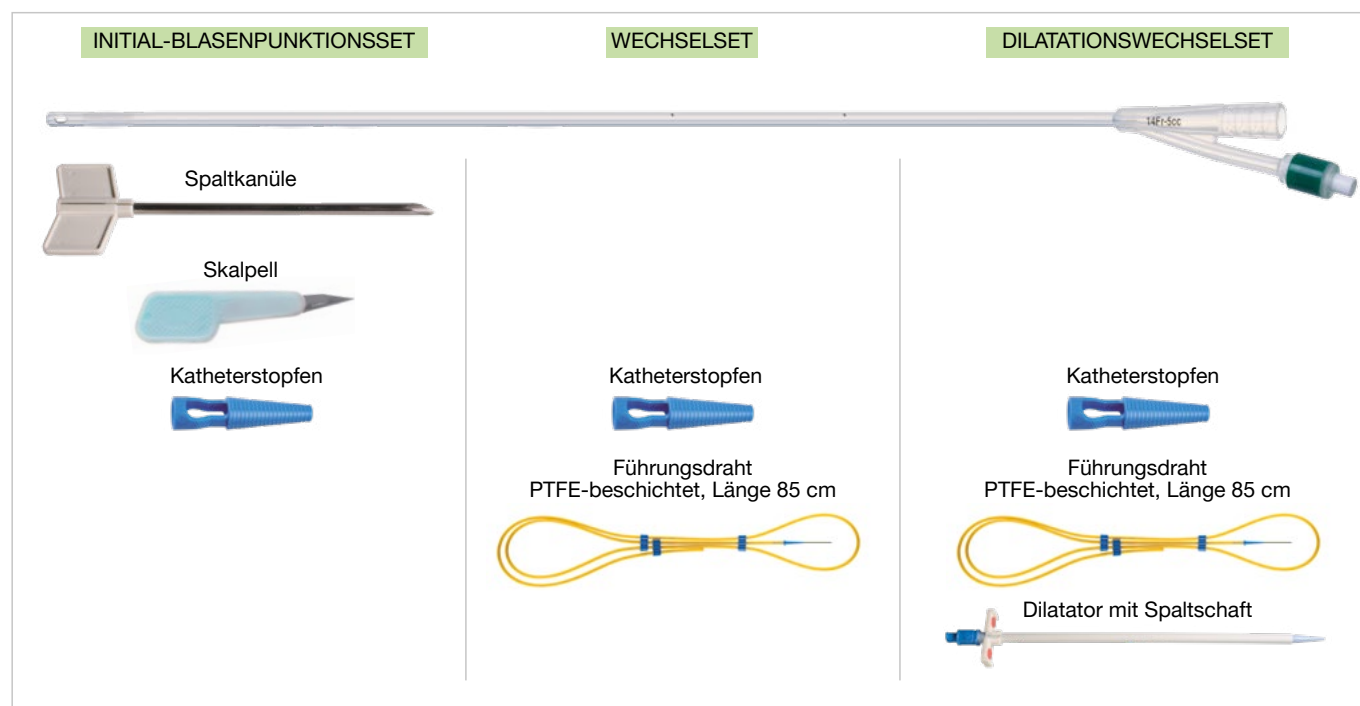 INITIAL-BLASENPUNKTIONSSET
WECHSELSET
DILATATIONSWECHSELSET
14Fr-5cc
Spaltkanüle
Skalpell
Katheterstopfen
Katheterstopfen
Führungsdraht
PTFE-beschichtet, Länge 85 cm
Katheterstopfen
Führungsdraht
PTFE-beschichtet, Länge 85 cm
Dilatator mit Spaltschaft